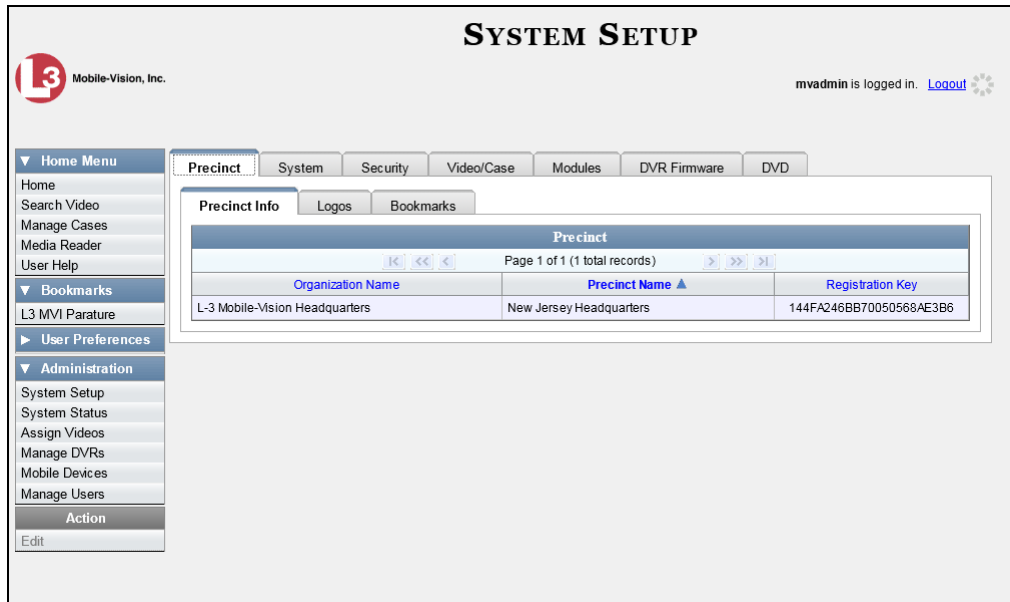 SYSTEM SETUP
L3 Mobile-Vision, Inc.
mvadmin is logged in. Logout
▼ Home Menu
Home
Search Video
Manage Cases
Media Reader
User Help
▼ Bookmarks
L3 MVI Parature
▶ User Preferences
▼ Administration
System Setup
System Status
Assign Videos
Manage DVRs
Mobile Devices
Manage Users
Action
Edit
Precinct System Security Video/Case Modules DVR Firmware DVD
Precinct Info Logos Bookmarks
Precinct
|< << < Page 1 of 1 (1 total records) > >> >|
Organization Name Precinct Name ▲ Registration Key
L-3 Mobile-Vision Headquarters New Jersey Headquarters 144FA246BB70050568AE3B6